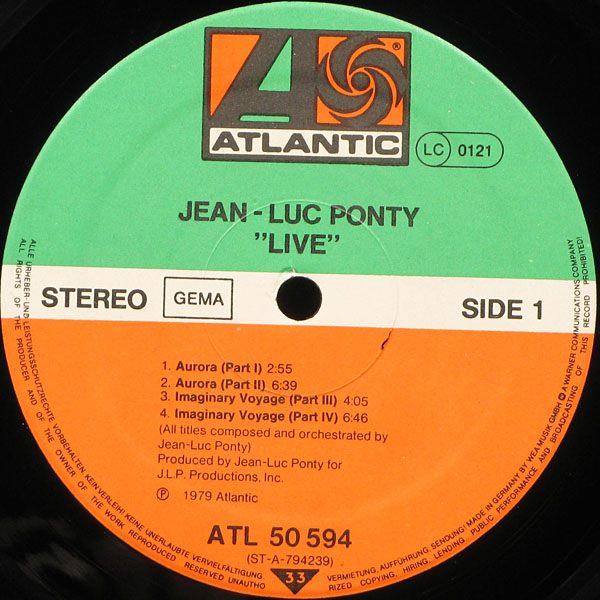 ATLANTIC
®
LC 0121
JEAN-LUC PONTY
"LIVE"
STEREO GEMA SIDE 1
1. Aurora (Part I) 2:55
2. Aurora (Part II) 6:39
3. Imaginary Voyage (Part III) 4:05
4. Imaginary Voyage (Part IV) 6:46
(All titles composed and orchestrated by
Jean-Luc Ponty)
Produced by Jean-Luc Ponty for
J.L.P. Productions, Inc.
℗ 1979 Atlantic
ATL 50 594
(ST-A-794239)
33
ALLE URHEBER- UND LEISTUNGSSCHUTZRECHTE VORBEHALTEN. KEIN VERLEIH! KEINE UNERLAUBTE VERVIELFÄLTIGUNG, VERMIETUNG, AUFFÜHRUNG, SENDUNG! MADE IN GERMANY BY WEA MUSIK GMBH A WARNER COMMUNICATIONS COMPANY
ALL RIGHTS OF THE PRODUCER AND OF THE OWNER OF THE WORK REPRODUCED RESERVED UNAUTHORIZED COPYING, HIRING, LENDING PUBLIC PERFORMANCE AND BROADCASTING OF THIS RECORD PROHIBITED!